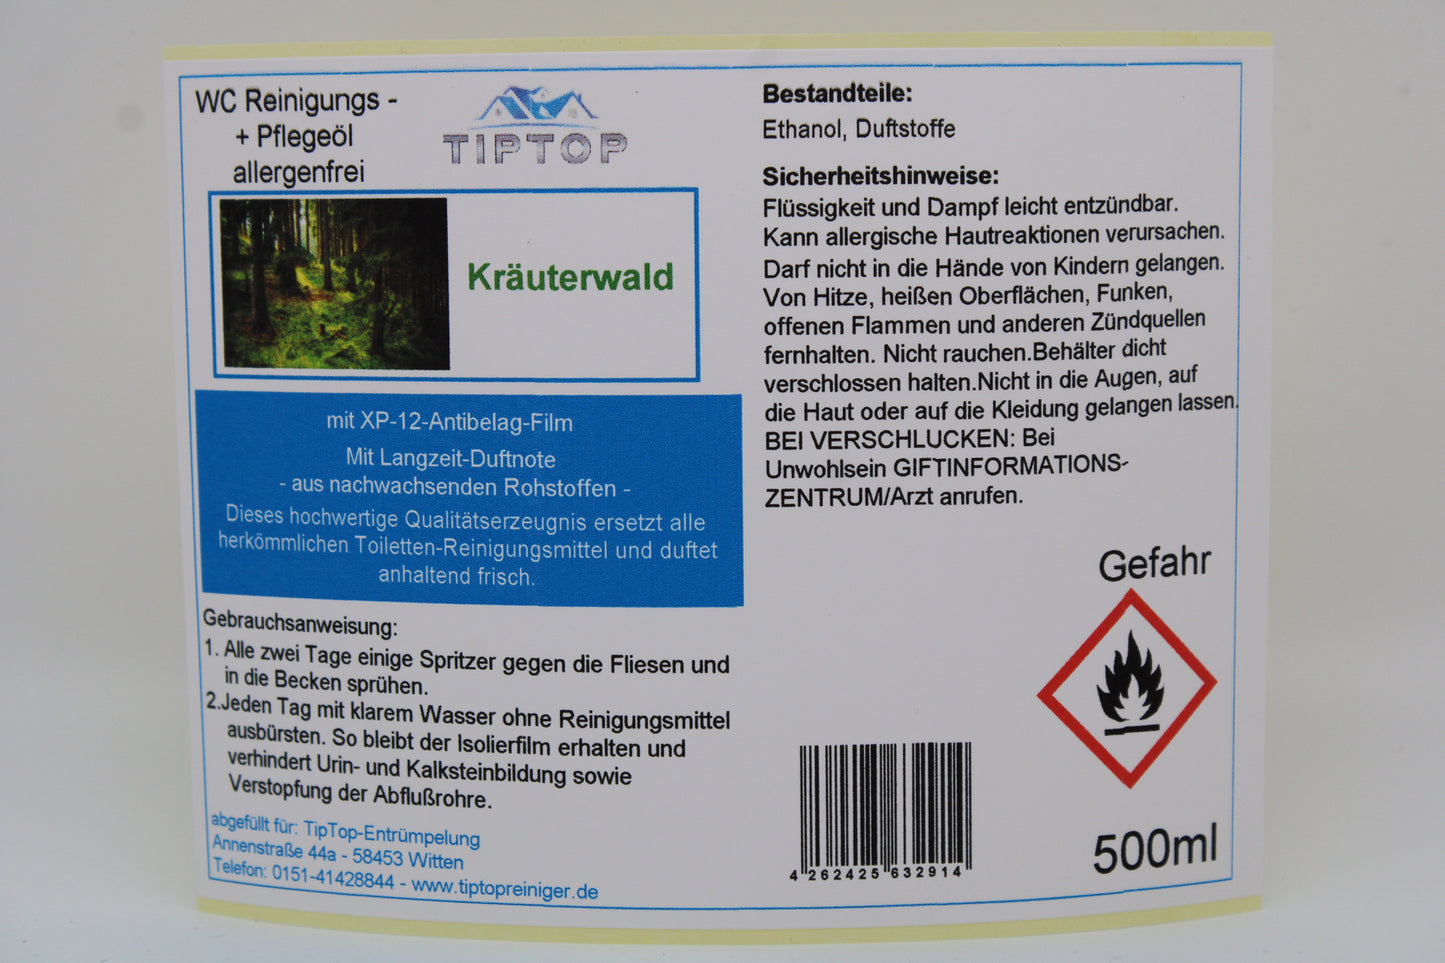 WC Reinigungs -
+ Pflegeöl
allergenfrei
TIPTOP
Kräuterwald
mit XP-12-Antibelag-Film
Mit Langzeit-Duftnote
- aus nachwachsenden Rohstoffen -
Dieses hochwertige Qualitätserzeugnis ersetzt alle
herkömmlichen Toiletten-Reinigungsmittel und duftet
anhaltend frisch.
Gebrauchsanweisung:
1. Alle zwei Tage einige Spritzer gegen die Fliesen und
in die Becken sprühen.
2.Jeden Tag mit klarem Wasser ohne Reinigungsmittel
ausbürsten. So bleibt der Isolierfilm erhalten und
verhindert Urin- und Kalksteinbildung sowie
Verstopfung der Abflußrohre.
abgefüllt für: TipTop-Entrümpelung
Annenstraße 44a - 58453 Witten
Telefon: 0151-41428844 - www.tiptopreiniger.de
Bestandteile:
Ethanol, Duftstoffe
Sicherheitshinweise:
Flüssigkeit und Dampf leicht entzündbar.
Kann allergische Hautreaktionen verursachen.
Darf nicht in die Hände von Kindern gelangen.
Von Hitze, heißen Oberflächen, Funken,
offenen Flammen und anderen Zündquellen
fernhalten. Nicht rauchen.Behälter dicht
verschlossen halten.Nicht in die Augen, auf
die Haut oder auf die Kleidung gelangen lassen.
BEI VERSCHLUCKEN: Bei
Unwohlsein GIFTINFORMATIONS-
ZENTRUM/Arzt anrufen.
Gefahr
4 262425 632914
500ml